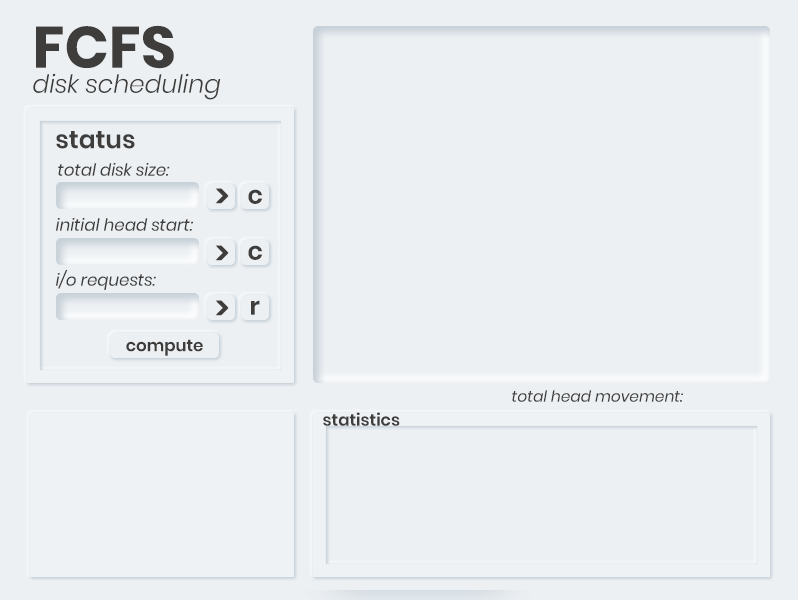 FCFS
disk scheduling
status
total disk size:
c
initial head start:
c
i/o requests:
r
compute
total head movement:
statistics